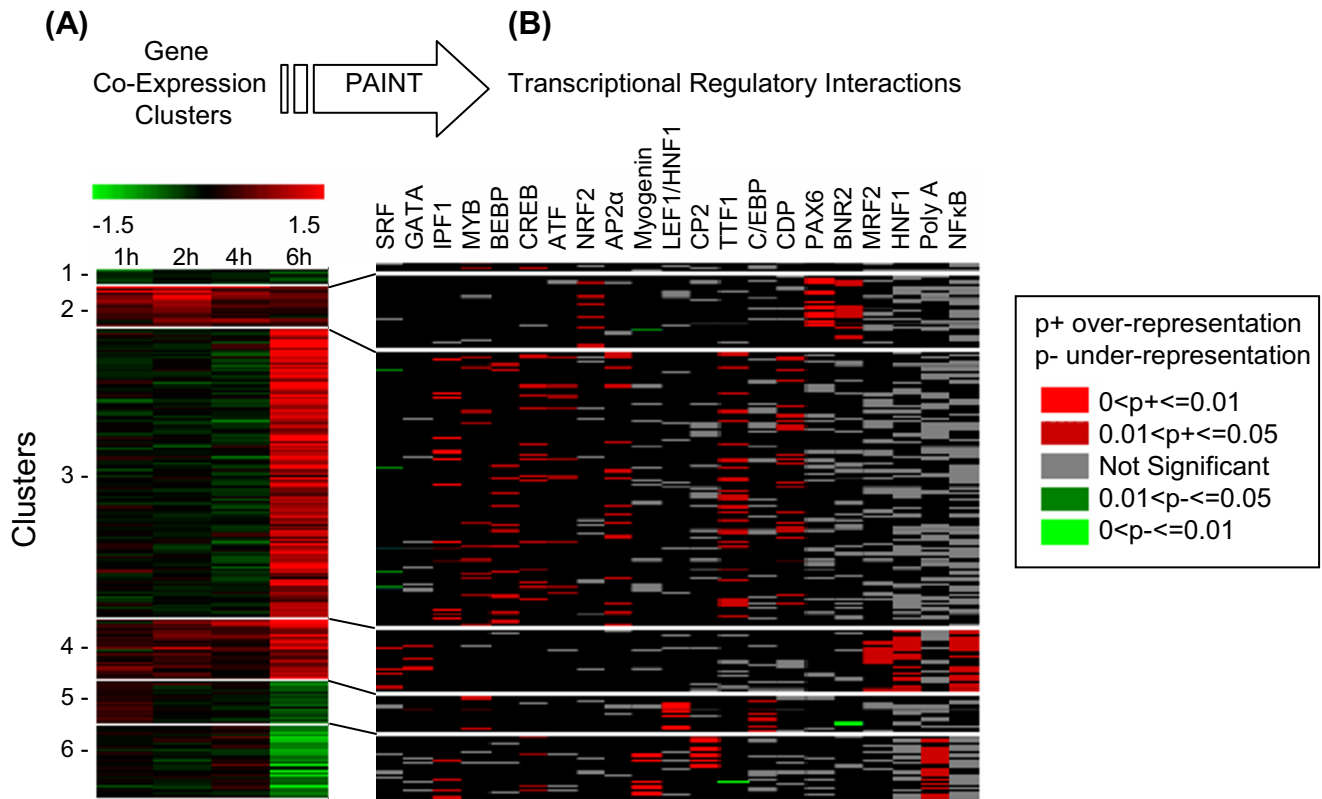 (A)
(B)
Gene
Co-Expression
Clusters
PAINT
Transcriptional Regulatory Interactions
-1.5
1.5
1h 2h 4h 6h
SRF
GATA
IPF1
MYB
BEBP
CREB
ATF
NRF2
AP2α
Myogenin
LEF1/HNF1
CP2
TTF1
C/EBP
CDP
PAX6
BNR2
MRF2
HNF1
Poly A
NFκB
Clusters
1 -
2 -
3 -
4 -
5 -
6 -
p+ over-representation
p- under-representation
0<p+<=0.01
0.01<p+<=0.05
Not Significant
0.01<p-<=0.05
0<p-<=0.01